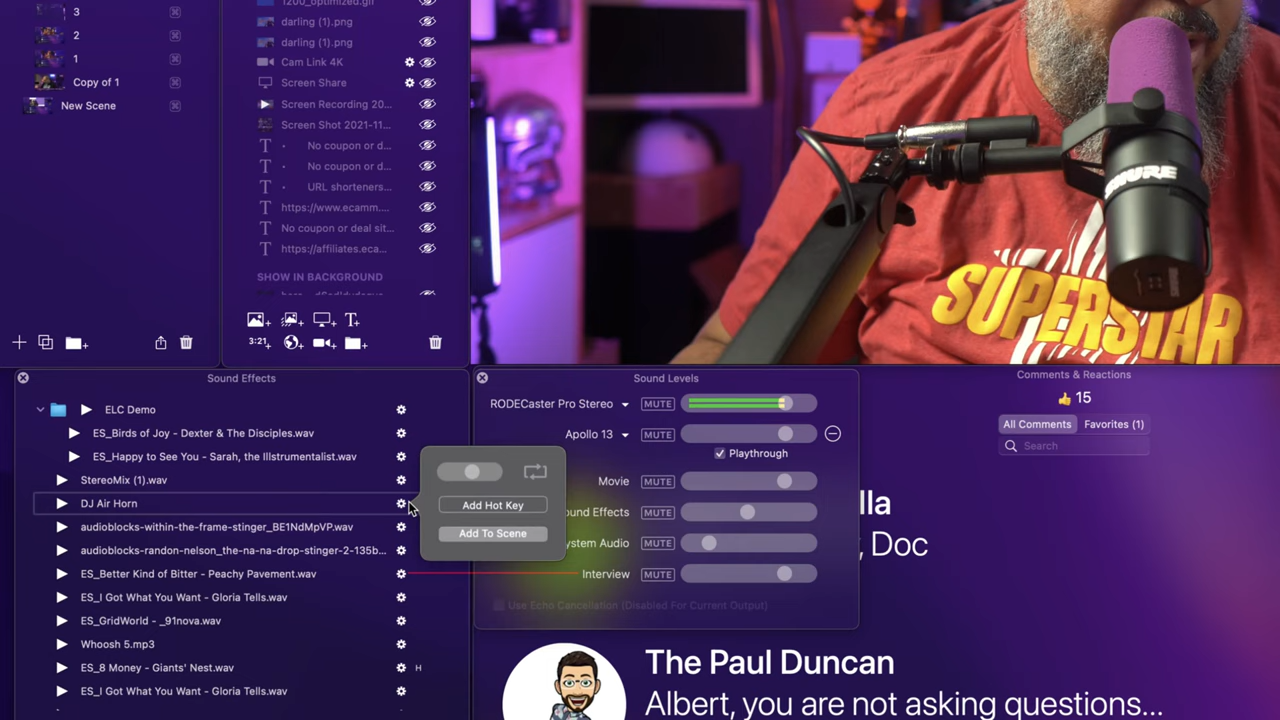 3
2
1
Copy of 1
New Scene
1200_optimized.gif
darling (1).png
darling (1).png
Cam Link 4K
Screen Share
Screen Recording 20...
Screen Shot 2021-11...
T • No coupon or d...
T • No coupon or d...
T • URL shorteners...
T https://www.ecamm....
T No coupon or deal sit...
T https://affiliates.eca...
SHOW IN BACKGROUND
T+
3:21+
SHURE
SUPERSTAR
Sound Effects
ELC Demo
ES_Birds of Joy - Dexter & The Disciples.wav
ES_Happy to See You - Sarah, the Illstrumentalist.wav
StereoMix (1).wav
DJ Air Horn
audioblocks-within-the-frame-stinger_BE1NdMpVP.wav
audioblocks-randon-nelson_the-na-na-drop-stinger-2-135b...
ES_Better Kind of Bitter - Peachy Pavement.wav
ES_I Got What You Want - Gloria Tells.wav
ES_GridWorld - _91nova.wav
Whoosh 5.mp3
ES_8 Money - Giants' Nest.wav H
ES_I Got What You Want - Gloria Tells.wav
Add Hot Key
Add To Scene
Sound Levels
RODECaster Pro Stereo MUTE
Apollo 13 MUTE
Playthrough
Movie MUTE
ound Effects MUTE
ystem Audio MUTE
Interview MUTE
Use Echo Cancellation (Disabled For Current Output)
Comments & Reactions
👍 15
All Comments Favorites (1)
Search
lla
, Doc
The Paul Duncan
Albert, you are not asking questions...